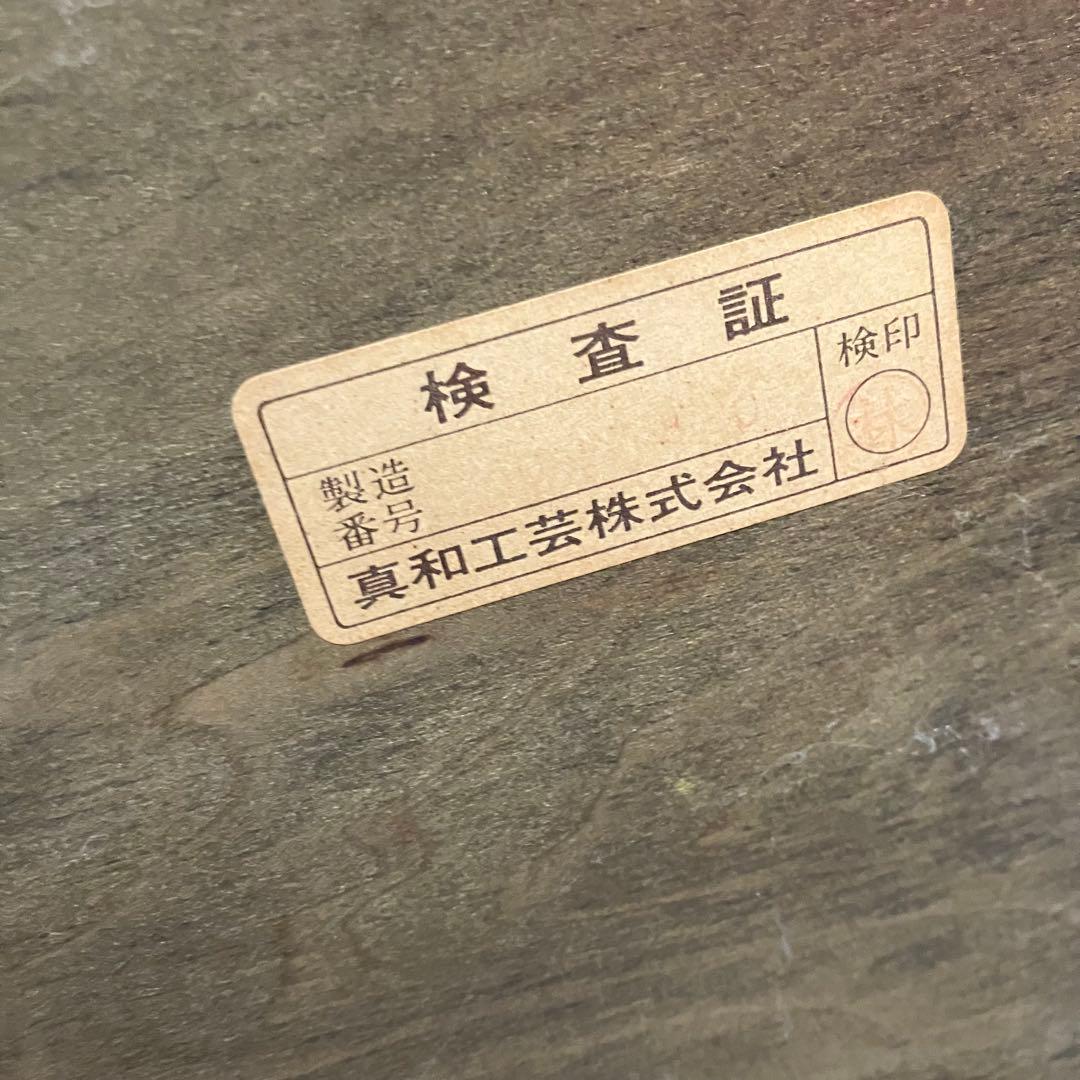 検査証
検印
製造
番号
真和工芸株式会社